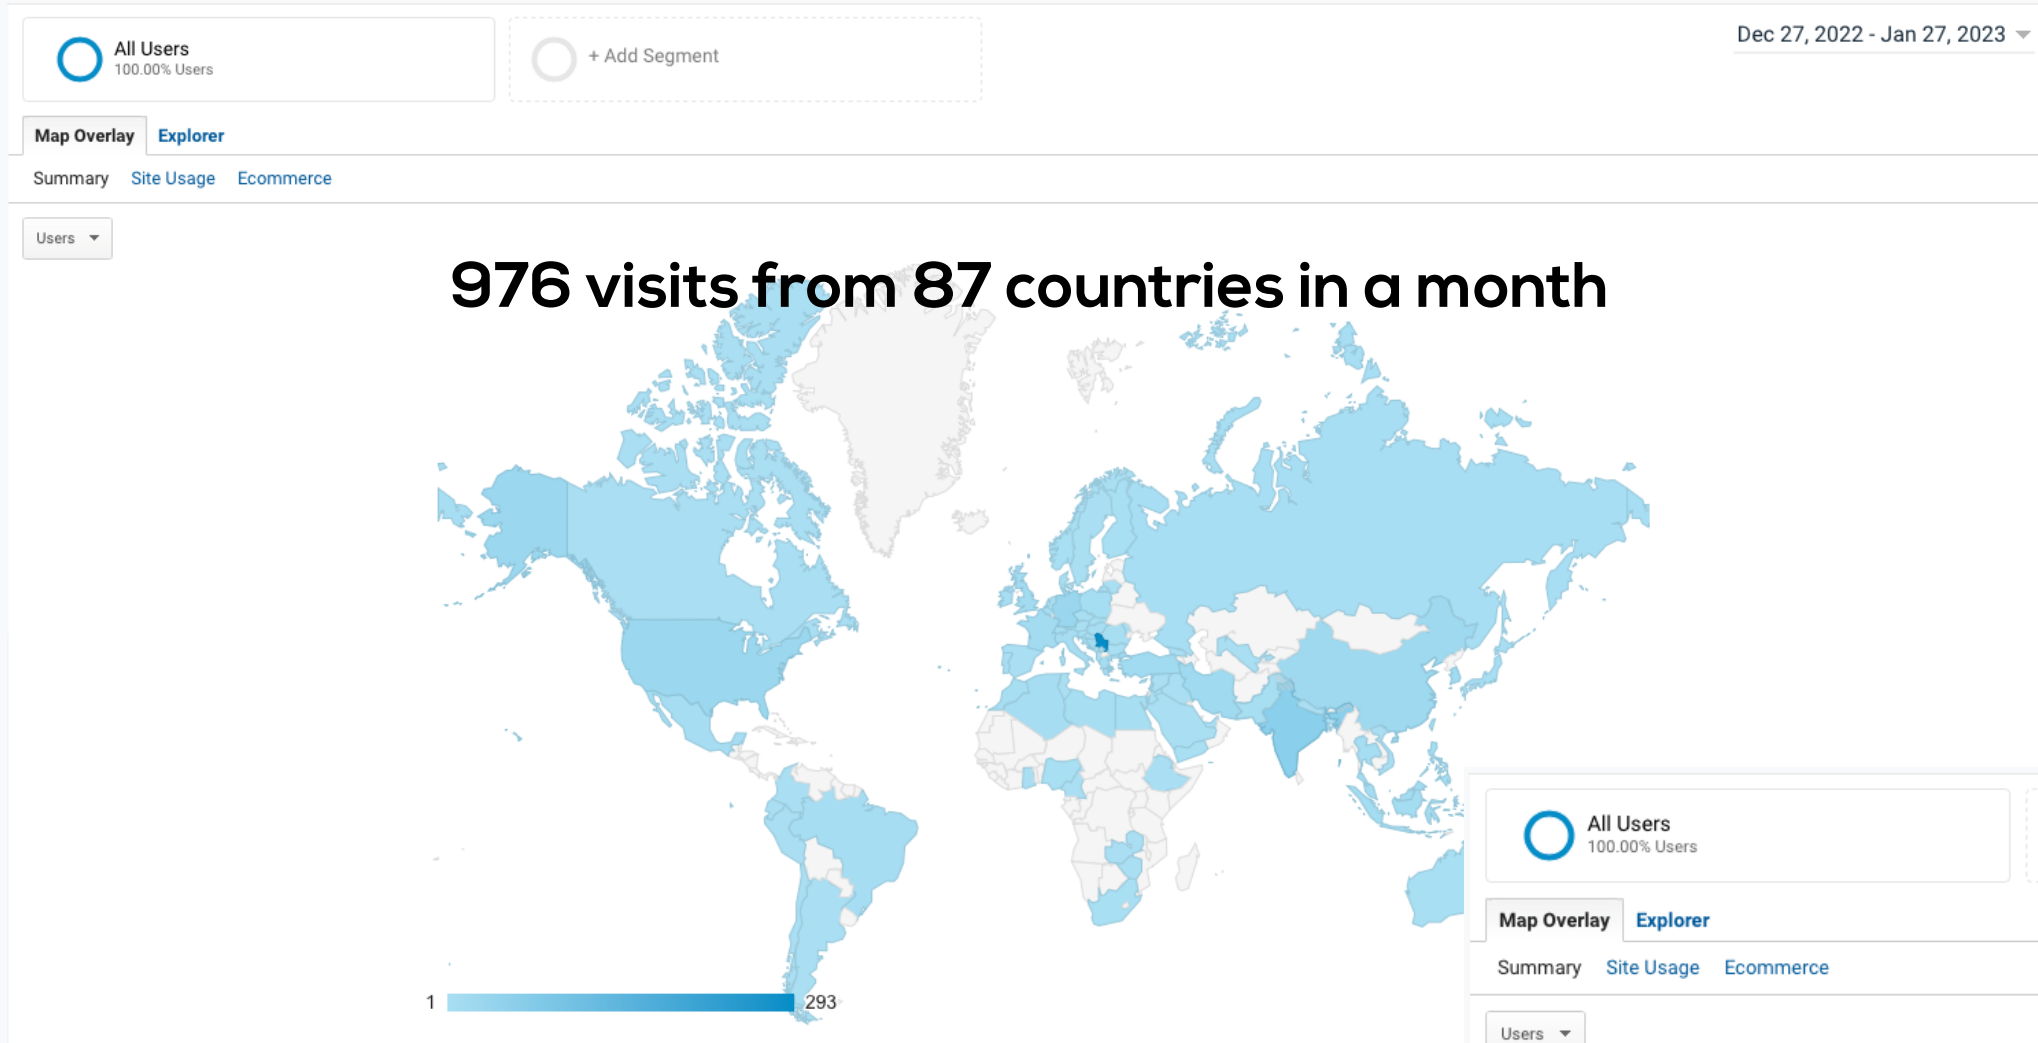 All Users
100.00% Users
+ Add Segment
Dec 27, 2022 - Jan 27, 2023
Map Overlay
Explorer
Summary
Site Usage
Ecommerce
Users
976 visits from 87 countries in a month
1
293
All Users
100.00% Users
Map Overlay
Explorer
Summary
Site Usage
Ecommerce
Users